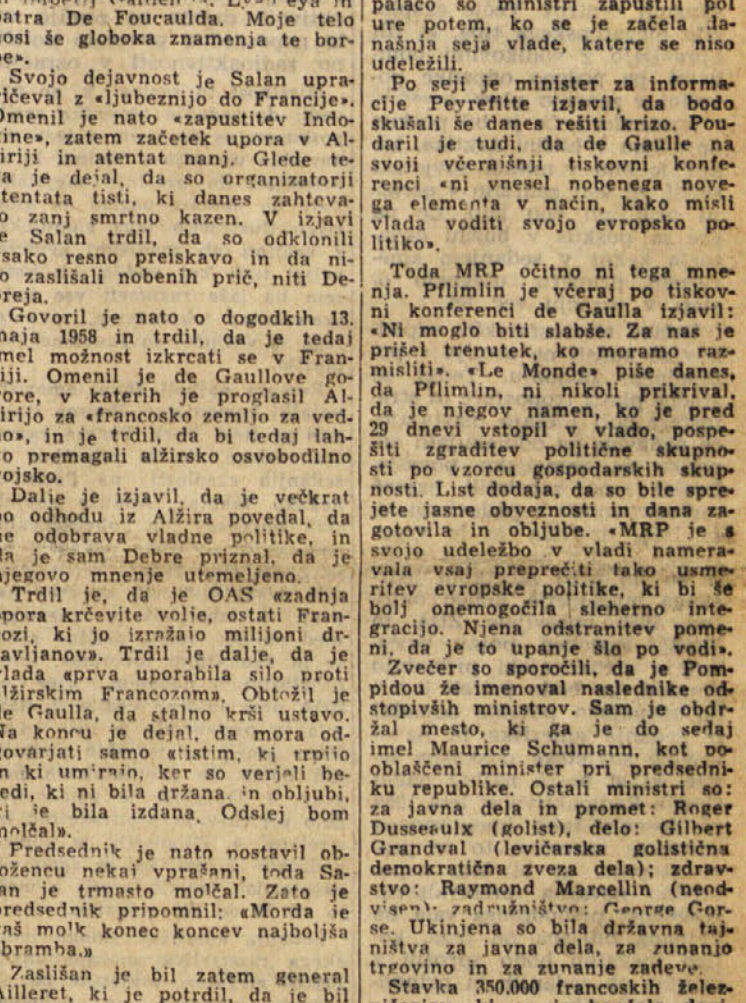 patra De Foucaulda. Moje telo
nosi še globoka znamenja te bor-
be».
Svojo dejavnost je Salan upra-
vičeval z «ljubeznijo do Francije».
Omenil je nato «zapustitev Indo-
kine», zatem začetek upora v Al-
žiriji in atentat nanj. Glede te-
ga je dejal, da so organizatorji
atentata tisti, ki danes zahteva-
jo zanj smrtno kazen. V izjavi
je Salan trdil, da so odklonili
vsako resno preiskavo in da ni-
so zaslišali nobenih prič, niti De-
breja.
Govoril je nato o dogodkih 13.
maja 1958 in trdil, da je tedaj
imel možnost izkrcati se v Fran-
ciji. Omenil je de Gaullove go-
vore, v katerih je proglasil Al-
žirijo za «francosko zemljo za ved-
no», in je trdil, da bi tedaj lah-
ko premagali alžirsko osvobodilno
vojsko.
Dalje je izjavil, da je večkrat
po odhodu iz Alžira povedal, da
ne odobrava vladne politike, in
da je sam Debre priznal, da je
njegovo mnenje utemeljeno.
Trdil je, da je OAS «zadnja
opora krčevite volje, ostati Fran-
cozi, ki jo izražajo milijoni dr-
žavljanov». Trdil je dalje, da je
vlada «prva uporabila silo proti
alžirskim Francozom». Obtožil je
de Gaulla, da stalno krši ustavo.
Na koncu je dejal, da mora od-
govarjati samo «tistim, ki trpijo
in ki umirajo, ker so verjeli be-
sedi, ki ni bila držana, in obljubi,
ki je bila izdana. Odslej bom
molčal».
Predsednik je nato postavil ob-
tožencu nekaj vprašanj, toda Sa-
lan je trmasto molčal. Zato je
predsednik pripomnil: «Morda je
vaš molk konec koncev najboljša
obramba.»
Zaslišan je bil zatem general
Ailleret, ki je potrdil, da je bil
palačo so ministri zapustili pol
ure potem, ko se je začela da-
našnja seja vlade, katere se niso
udeležili.
Po seji je minister za informa-
cije Peyrefitte izjavil, da bodo
skušali še danes rešiti krizo. Pou-
daril je tudi, da de Gaulle na
svoji včerajšnji tiskovni konfe-
renci «ni vnesel nobenega nove-
ga elementa v način, kako misli
vlada voditi svojo evropsko po-
litiko».
Toda MRP očitno ni tega mne-
nja. Pflimlin je včeraj po tiskov-
ni konferenci de Gaulla izjavil:
«Ni moglo biti slabše. Za nas je
prišel trenutek, ko moramo raz-
misliti». «Le Monde» piše danes,
da Pflimlin, ni nikoli prikrival,
da je njegov namen, ko je pred
29 dnevi vstopil v vlado, pospe-
šiti zgraditev politične skupno-
sti po vzorcu gospodarskih skup-
nosti. List dodaja, da so bile spre-
jete jasne obveznosti in dana za-
gotovila in obljube. «MRP je s
svojo udeležbo v vladi namera-
vala vsaj preprečiti tako usme-
ritev evropske politike, ki bi še
bolj onemogočila sleherno inte-
gracijo. Njena odstranitev pome-
ni, da je to upanje šlo po vodi».
Zvečer so sporočili, da je Pom-
pidou že imenoval naslednike od-
stopivših ministrov. Sam je obdr-
žal mesto, ki ga je do sedaj
imel Maurice Schumann, kot po-
oblaščeni minister pri predsedni-
ku republike. Ostali ministri so:
za javna dela in promet: Roger
Dusseaulx (golist), delo: Gilbert
Grandval (levičarska golistična
demokratična zveza dela); zdrav-
stvo: Raymond Marcellin (neod-
visen); zadružništvo: George Gor-
se. Ukinjena so bila državna taj-
ništva za javna dela, za zunanjo
trgovino in za zunanje zadeve.
Stavka 350.000 francoskih želez-